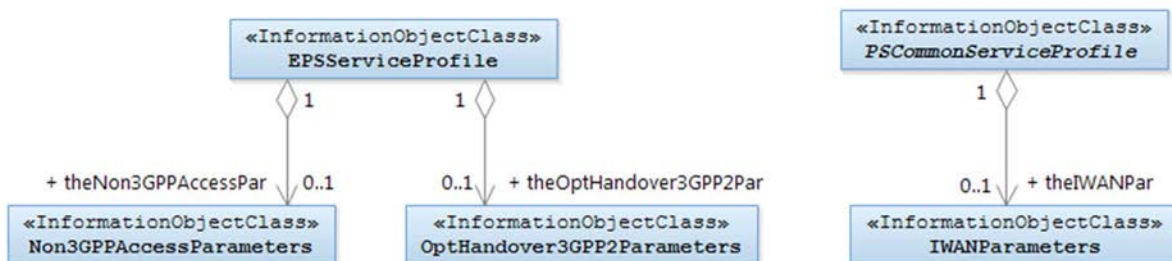 «InformationObjectClass»
EPSServiceProfile
«InformationObjectClass»
PSCommonServiceProfile
1
1
1
+ theNon3GPPAccessPar
0..1
0..1
+ theOptHandover3GPP2Par
0..1
+ theIWANPar
«InformationObjectClass»
Non3GPPAccessParameters
«InformationObjectClass»
OptHandover3GPP2Parameters
«InformationObjectClass»
IWANParameters